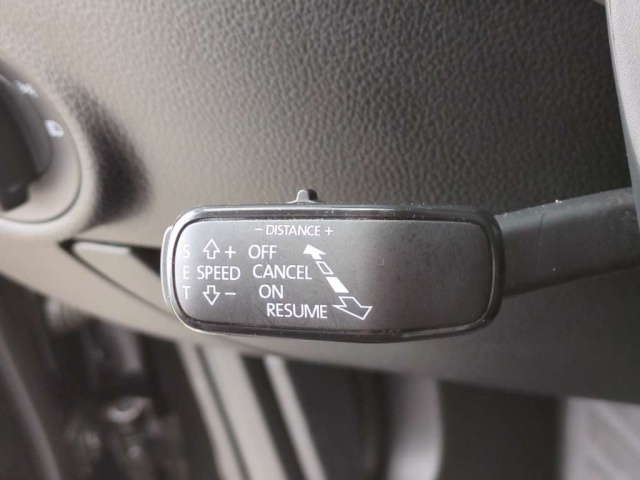 - DISTANCE +
S + OFF
E SPEED CANCEL
T - ON
RESUME